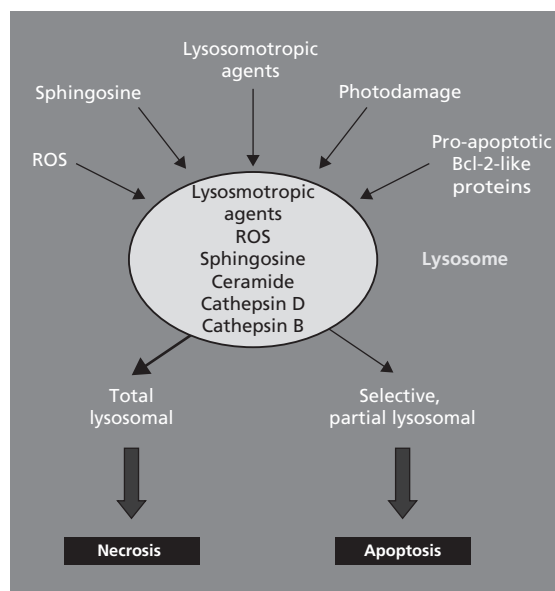 Lysosomotropic
agents
Sphingosine
Photodamage
ROS
Pro-apoptotic
Bcl-2-like
proteins
Lysosmotropic
agents
ROS
Sphingosine
Ceramide
Cathepsin D
Cathepsin B
Lysosome
Total
lysosomal
Selective,
partial lysosomal
Necrosis
Apoptosis